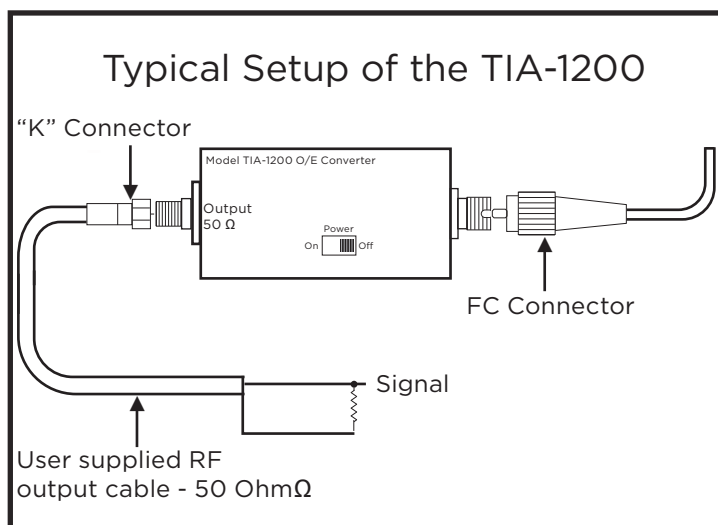 Typical Setup of the TIA-1200
“K” Connector
Model TIA-1200 O/E Converter
Output
50 Ω
Power
On
Off
FC Connector
Signal
User supplied RF
output cable - 50 OhmΩ